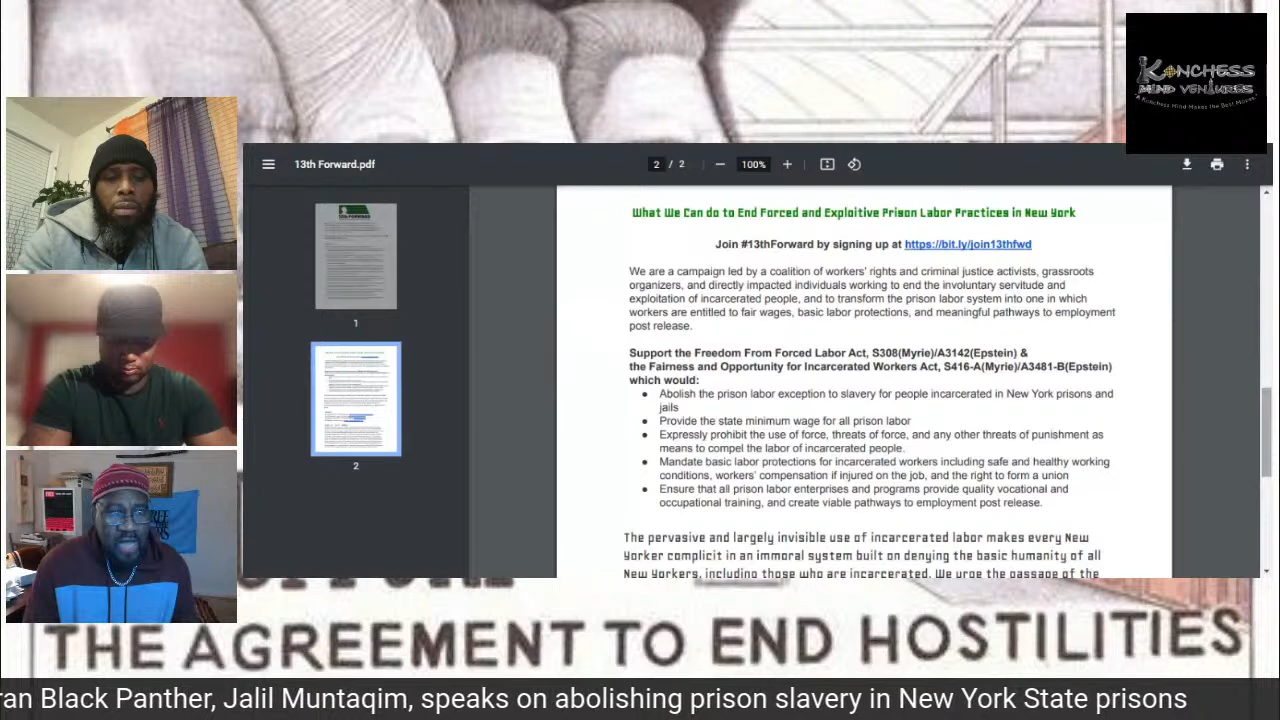 KONCHESS
MIND VENTURES
"A Konchess Mind Makes the Best Moves."
13th Forward.pdf
2 / 2
100%
What We Can do to End Forced and Exploitive Prison Labor Practices in New York
Join #13thForward by signing up at https://bit.ly/join13thfwd
We are a campaign led by a coalition of workers' rights and criminal justice activists, grassroots
organizers, and directly impacted individuals working to end the involuntary servitude and
exploitation of incarcerated people, and to transform the prison labor system into one in which
workers are entitled to fair wages, basic labor protections, and meaningful pathways to employment
post release.
Support the Freedom From Forced Labor Act, S308(Myrie)/A3142(Epstein) &
the Fairness and Opportunity for Incarcerated Workers Act, S416-A(Myrie)/A3481-B(Epstein)
which would:
● Abolish the prison labor exception to slavery for people incarcerated in New York prisons and
jails
● Provide the state minimum wage for all prison labor
● Expressly prohibit the use of force, threats of force, and any other threats of punishment as
means to compel the labor of incarcerated people.
● Mandate basic labor protections for incarcerated workers including safe and healthy working
conditions, workers' compensation if injured on the job, and the right to form a union
● Ensure that all prison labor enterprises and programs provide quality vocational and
occupational training, and create viable pathways to employment post release.
The pervasive and largely invisible use of incarcerated labor makes every New
Yorker complicit in an immoral system built on denying the basic humanity of all
New Yorkers, including those who are incarcerated. We urge the passage of the
1
2
THE AGREEMENT TO END HOSTILITIES
ran Black Panther, Jalil Muntaqim, speaks on abolishing prison slavery in New York State prisons